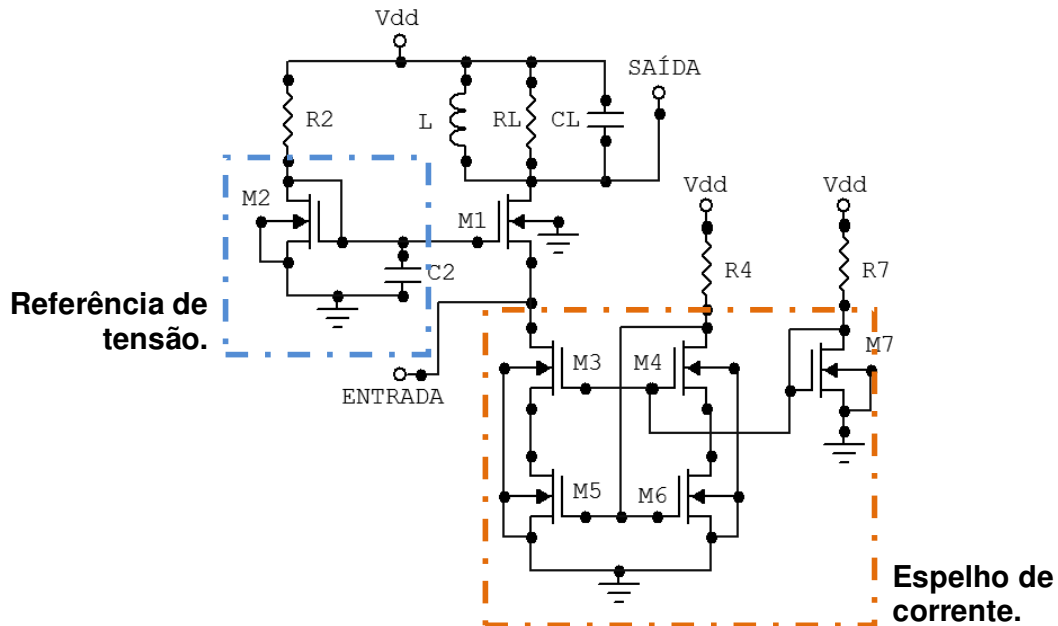 Vdd
SAÍDA
R2
L
RL
CL
M2
M1
Vdd
Vdd
C2
R4
R7
Referência de
tensão.
M3
M4
M7
ENTRADA
M5
M6
Espelho de
corrente.